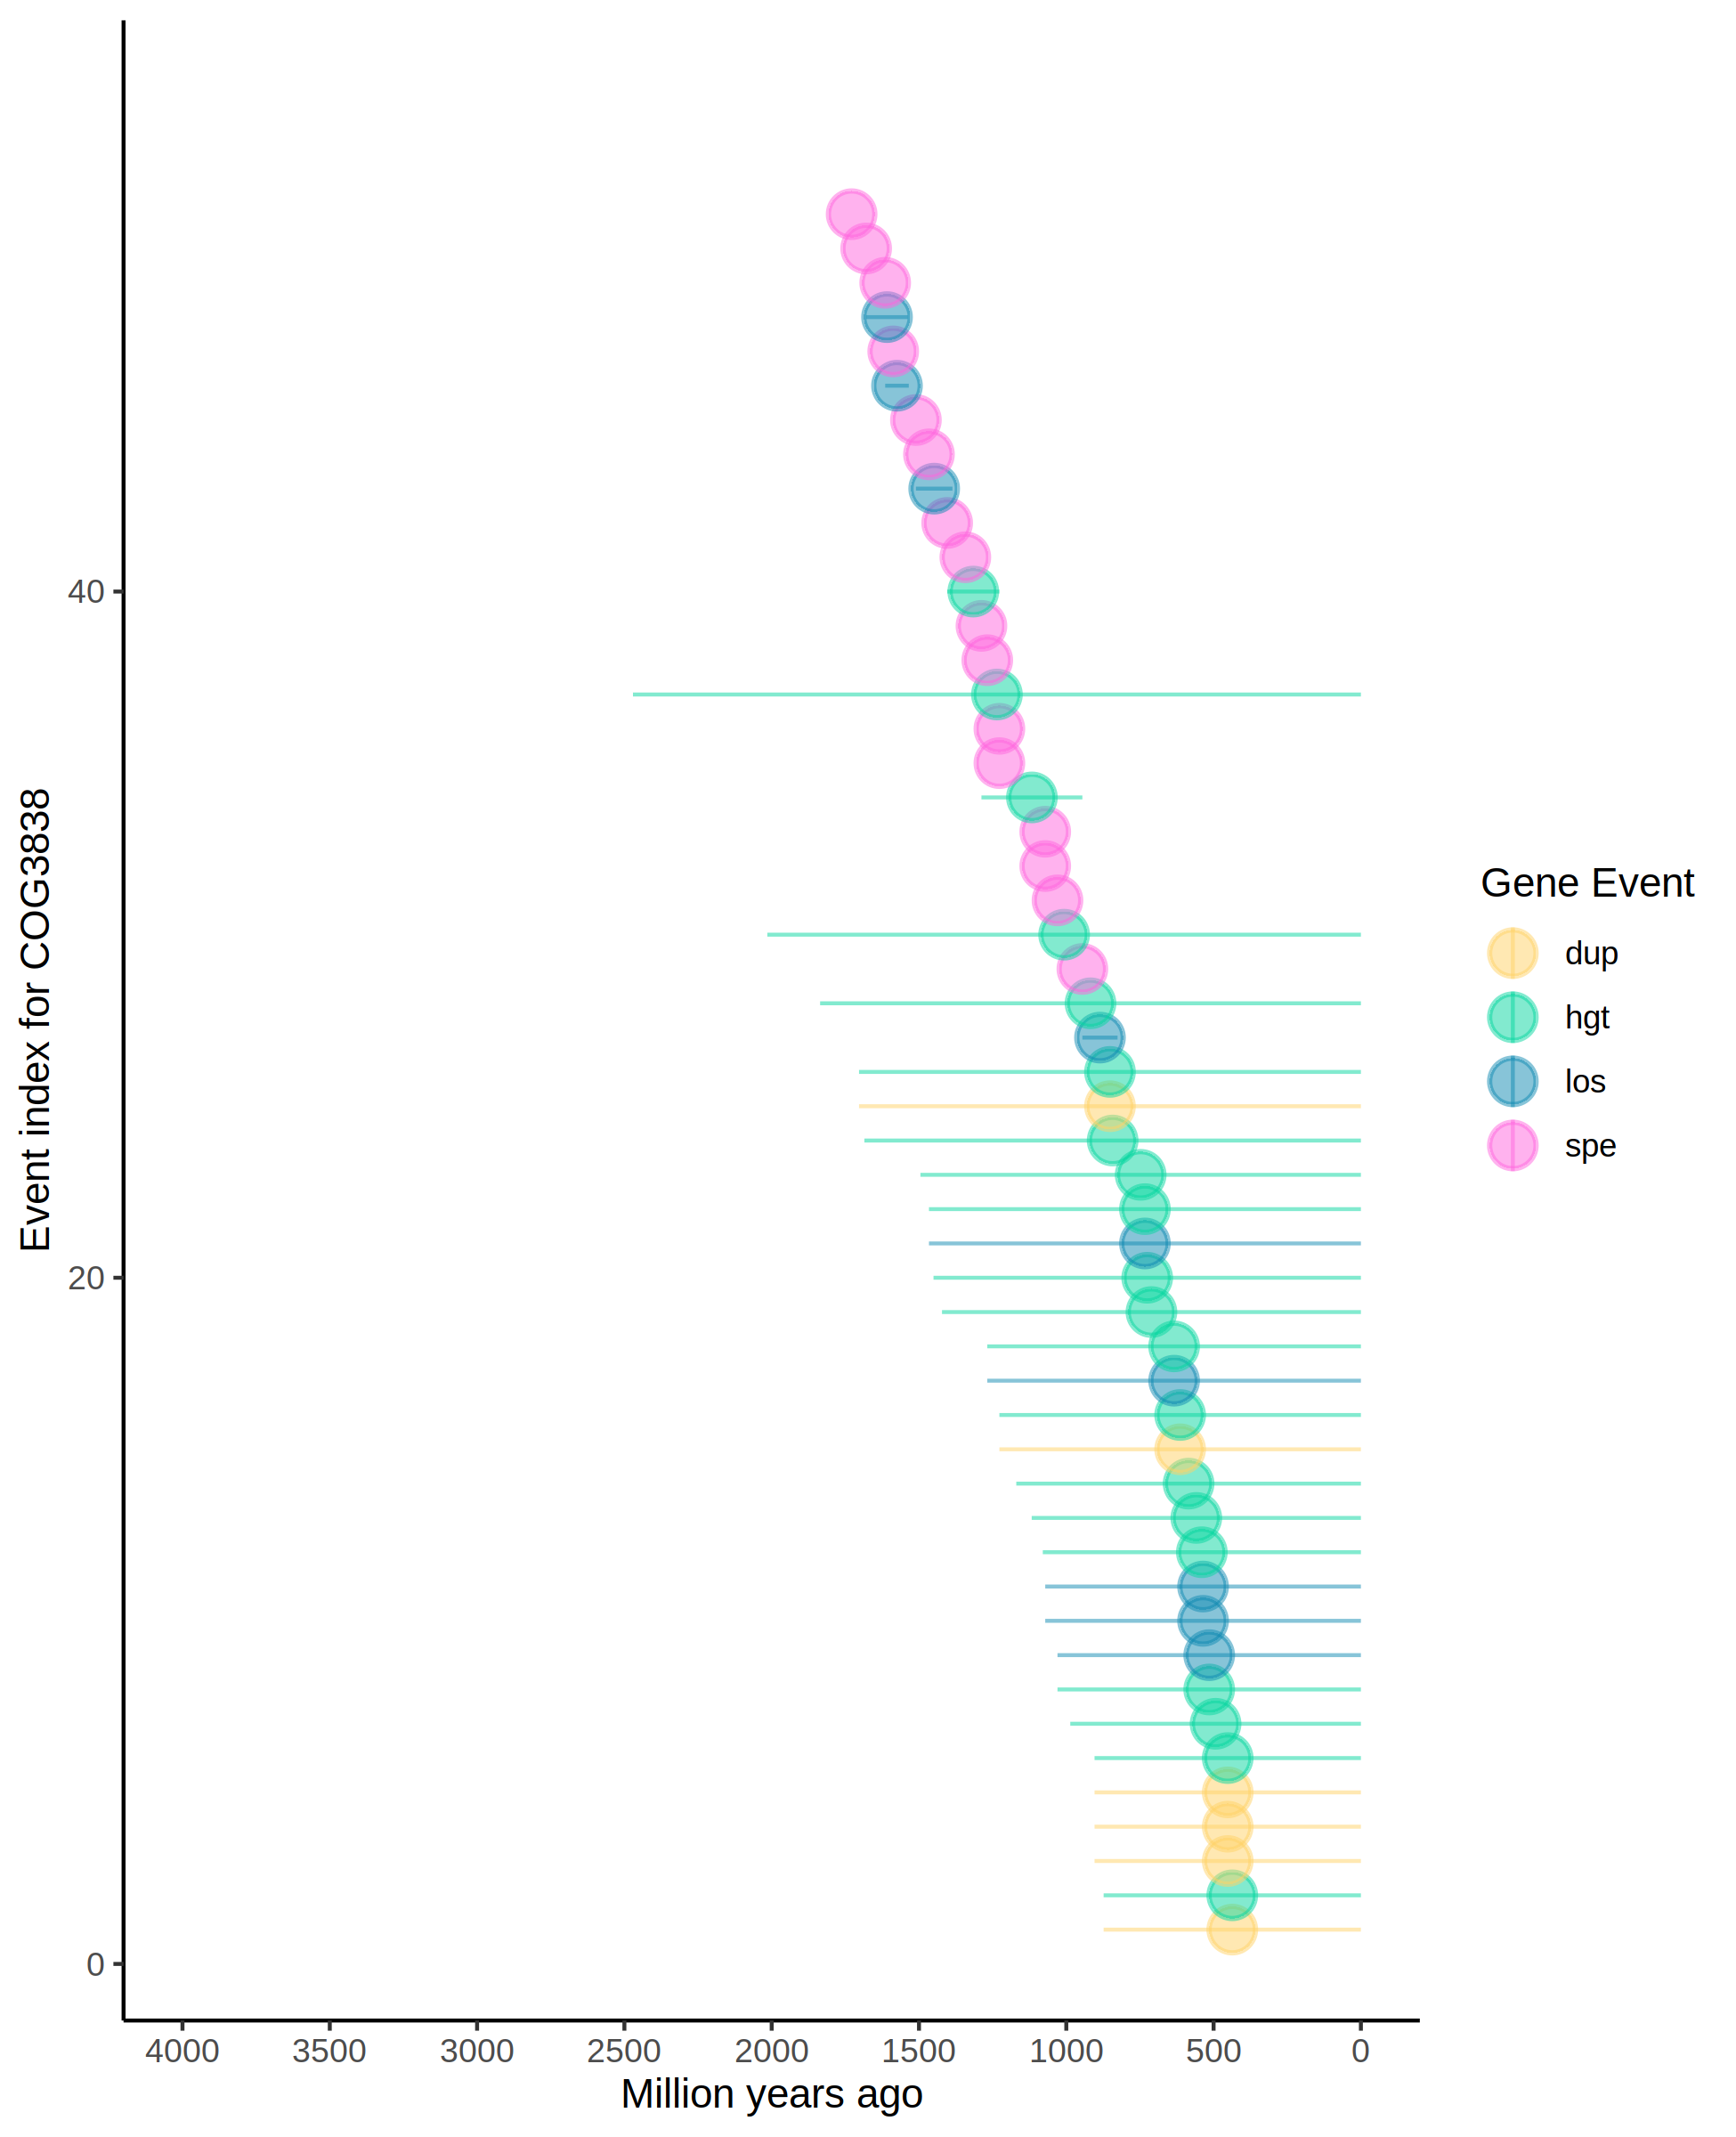 Event index for COG3838
40
20
0
4000 3500 3000 2500 2000 1500 1000 500 0
Million years ago
Gene Event
dup
hgt
los
spe